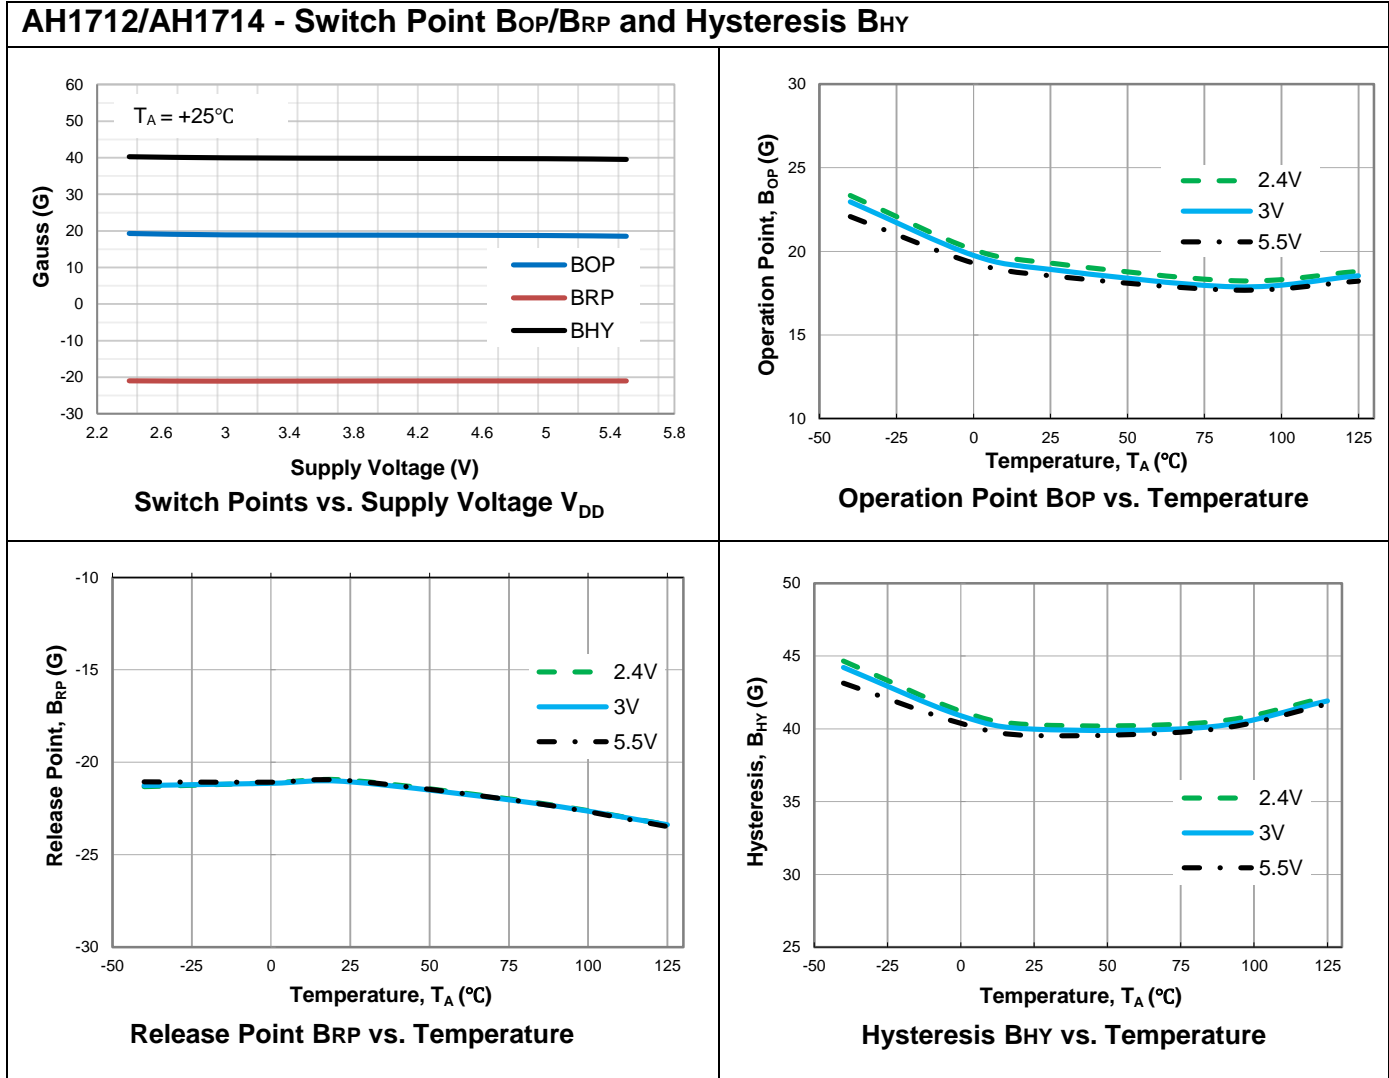 AH1712/AH1714 - Switch Point BOP/BRP and Hysteresis BHY
60
50
40
30
20
10
0
-10
-20
-30
Gauss (G)
TA = +25℃
BOP
BRP
BHY
2.2 2.6 3 3.4 3.8 4.2 4.6 5 5.4 5.8
Supply Voltage (V)
Switch Points vs. Supply Voltage VDD
30
25
20
15
10
Operation Point, BOP (G)
2.4V
3V
5.5V
-50 -25 0 25 50 75 100 125
Temperature, TA (℃)
Operation Point BOP vs. Temperature
-10
-15
-20
-25
-30
Release Point, BRP (G)
2.4V
3V
5.5V
-50 -25 0 25 50 75 100 125
Temperature, TA (℃)
Release Point BRP vs. Temperature
50
45
40
35
30
25
Hysteresis, BHY (G)
2.4V
3V
5.5V
-50 -25 0 25 50 75 100 125
Temperature, TA (℃)
Hysteresis BHY vs. Temperature